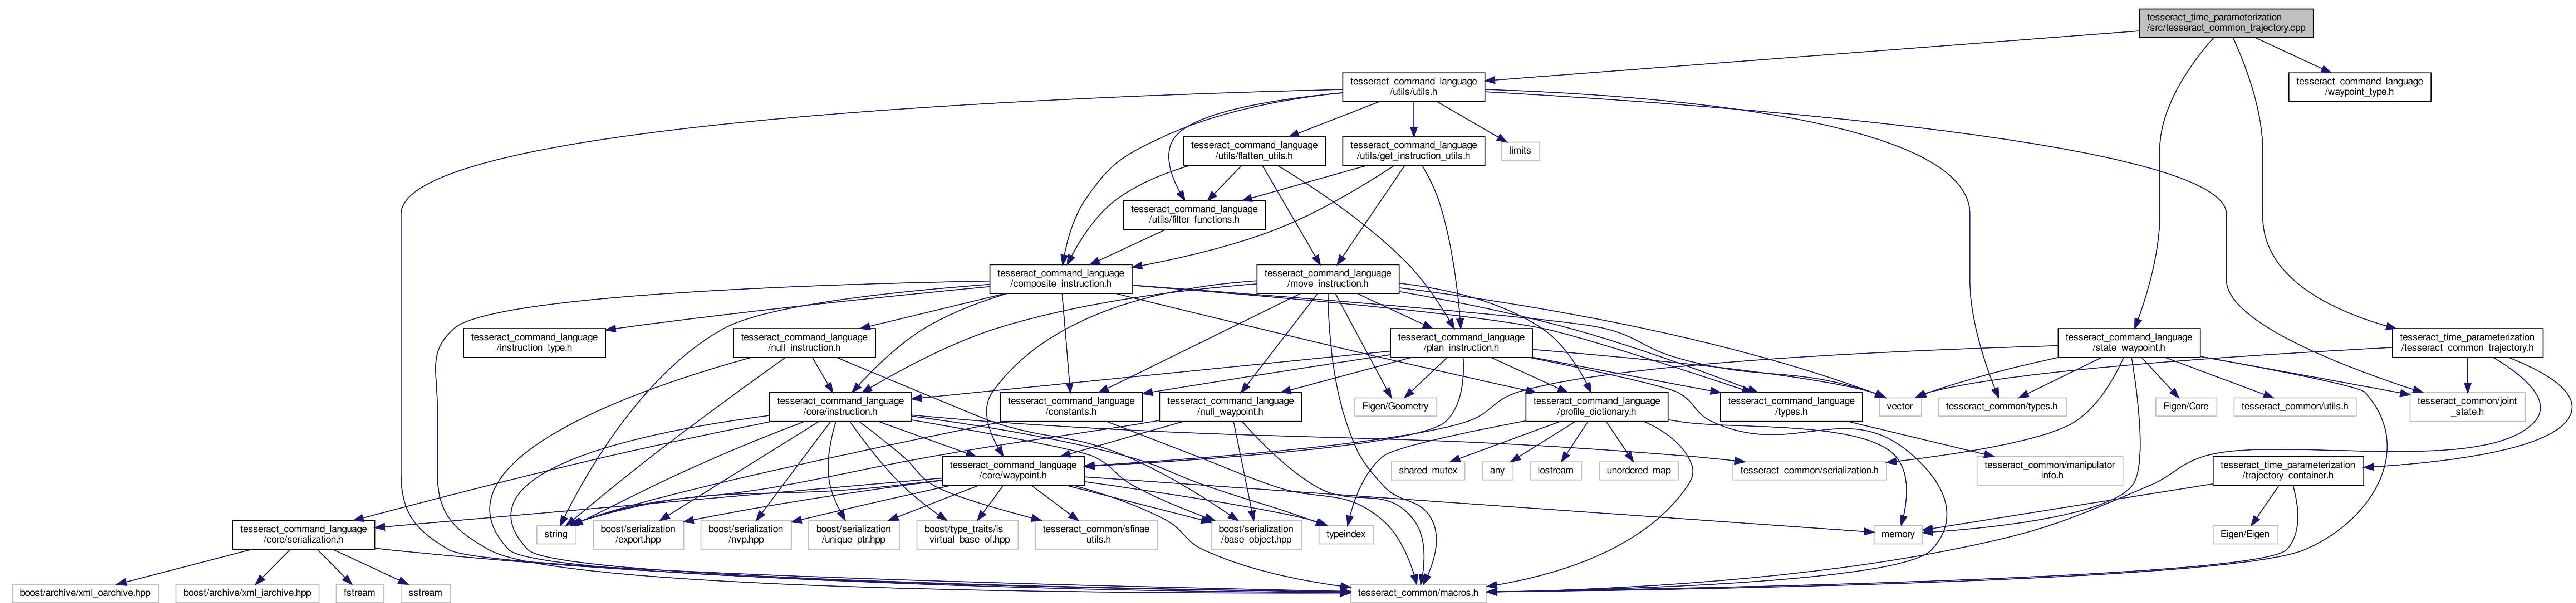 tesseract_time_parameterization
/src/tesseract_common_trajectory.cpp
tesseract_command_language
/utils/utils.h
tesseract_command_language
/waypoint_type.h
tesseract_command_language
/utils/flatten_utils.h
tesseract_command_language
/utils/get_instruction_utils.h
limits
tesseract_command_language
/utils/filter_functions.h
tesseract_command_language
/composite_instruction.h
tesseract_command_language
/move_instruction.h
tesseract_command_language
/instruction_type.h
tesseract_command_language
/null_instruction.h
tesseract_command_language
/plan_instruction.h
tesseract_command_language
/state_waypoint.h
tesseract_time_parameterization
/tesseract_common_trajectory.h
tesseract_command_language
/core/instruction.h
tesseract_command_language
/constants.h
tesseract_command_language
/null_waypoint.h
Eigen/Geometry
tesseract_command_language
/profile_dictionary.h
tesseract_command_language
/types.h
vector
tesseract_common/types.h
Eigen/Core
tesseract_common/utils.h
tesseract_common/joint
_state.h
tesseract_command_language
/core/waypoint.h
shared_mutex
any
iostream
unordered_map
tesseract_common/serialization.h
tesseract_common/manipulator
_info.h
tesseract_time_parameterization
/trajectory_container.h
tesseract_command_language
/core/serialization.h
string
boost/serialization
/export.hpp
boost/serialization
/nvp.hpp
boost/serialization
/unique_ptr.hpp
boost/type_traits/is
_virtual_base_of.hpp
tesseract_common/sfinae
_utils.h
boost/serialization
/base_object.hpp
typeindex
memory
Eigen/Eigen
boost/archive/xml_oarchive.hpp
boost/archive/xml_iarchive.hpp
fstream
sstream
tesseract_common/macros.h